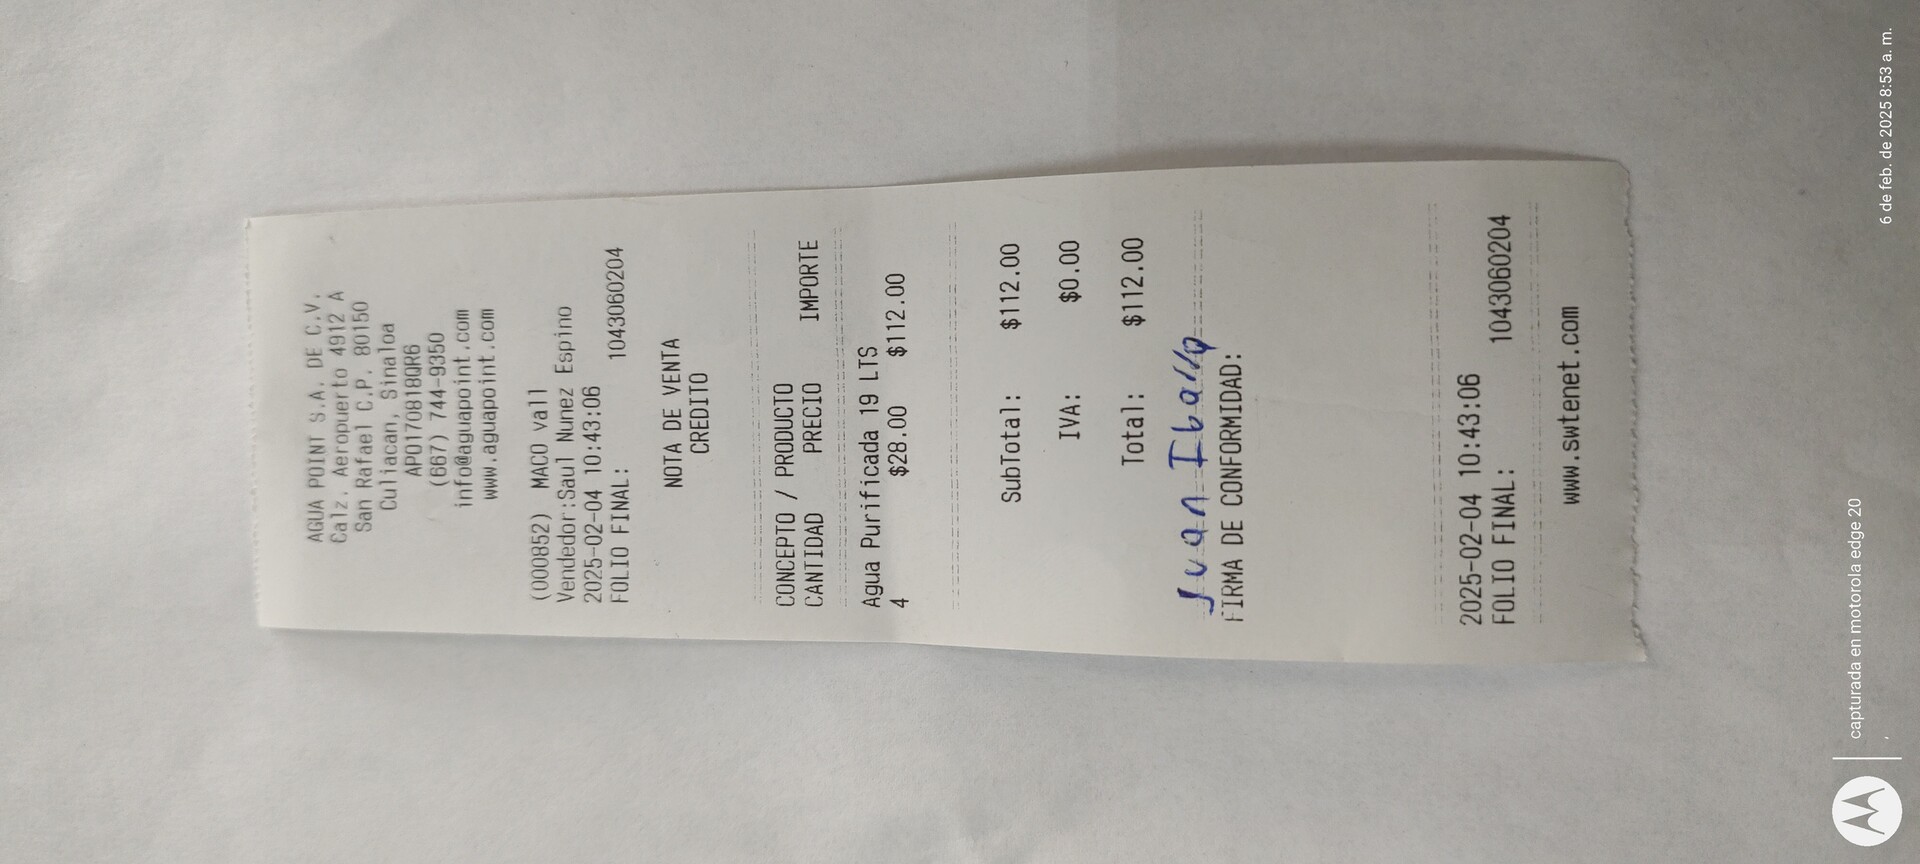 AGUA POINT S.A. DE C.V.
Calz. Aeropuerto 4912 A
San Rafael C.P. 80150
Culiacan, Sinaloa
APO170818QR6
(667) 744-9350
info@aguapoint.com
www.aguapoint.com
(000852) MACO vall
Vendedor:Saul Nunez Espino
2025-02-04 10:43:06
FOLIO FINAL: 1043060204
NOTA DE VENTA
CREDITO
CONCEPTO / PRODUCTO
CANTIDAD PRECIO IMPORTE
Agua Purificada 19 LTS
4 $28.00 $112.00
SubTotal: $112.00
IVA: $0.00
Total: $112.00
Juan Ibarra
FIRMA DE CONFORMIDAD:
2025-02-04 10:43:06
FOLIO FINAL: 1043060204
www.swtenet.com
capturada en motorola edge 20
,
6 de feb. de 2025 8:53 a. m.